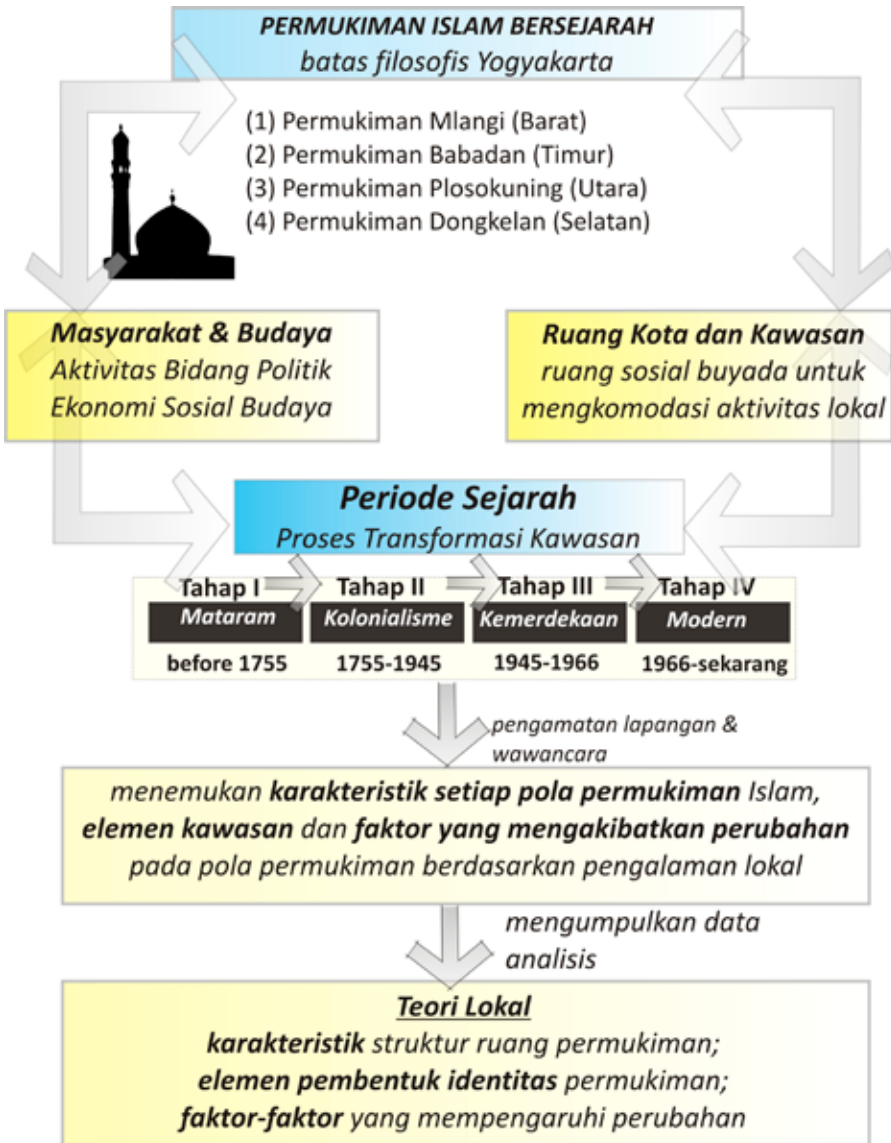 PERMUKIMAN ISLAM BERSEJARAH
batas filosofis Yogyakarta
(1) Permukiman Mlangi (Barat)
(2) Permukiman Babadan (Timur)
(3) Permukiman Plosokuning (Utara)
(4) Permukiman Dongkelan (Selatan)
Masyarakat & Budaya
Aktivitas Bidang Politik
Ekonomi Sosial Budaya
Ruang Kota dan Kawasan
ruang sosial buyada untuk
mengkomodasi aktivitas lokal
Periode Sejarah
Proses Transformasi Kawasan
Tahap I Tahap II Tahap III Tahap IV
Mataram Kolonialisme Kemerdekaan Modern
before 1755 1755-1945 1945-1966 1966-sekarang
pengamatan lapangan &
wawancara
menemukan karakteristik setiap pola permukiman Islam,
elemen kawasan dan faktor yang mengakibatkan perubahan
pada pola permukiman berdasarkan pengalaman lokal
mengumpulkan data
analisis
Teori Lokal
karakteristik struktur ruang permukiman;
elemen pembentuk identitas permukiman;
faktor-faktor yang mempengaruhi perubahan